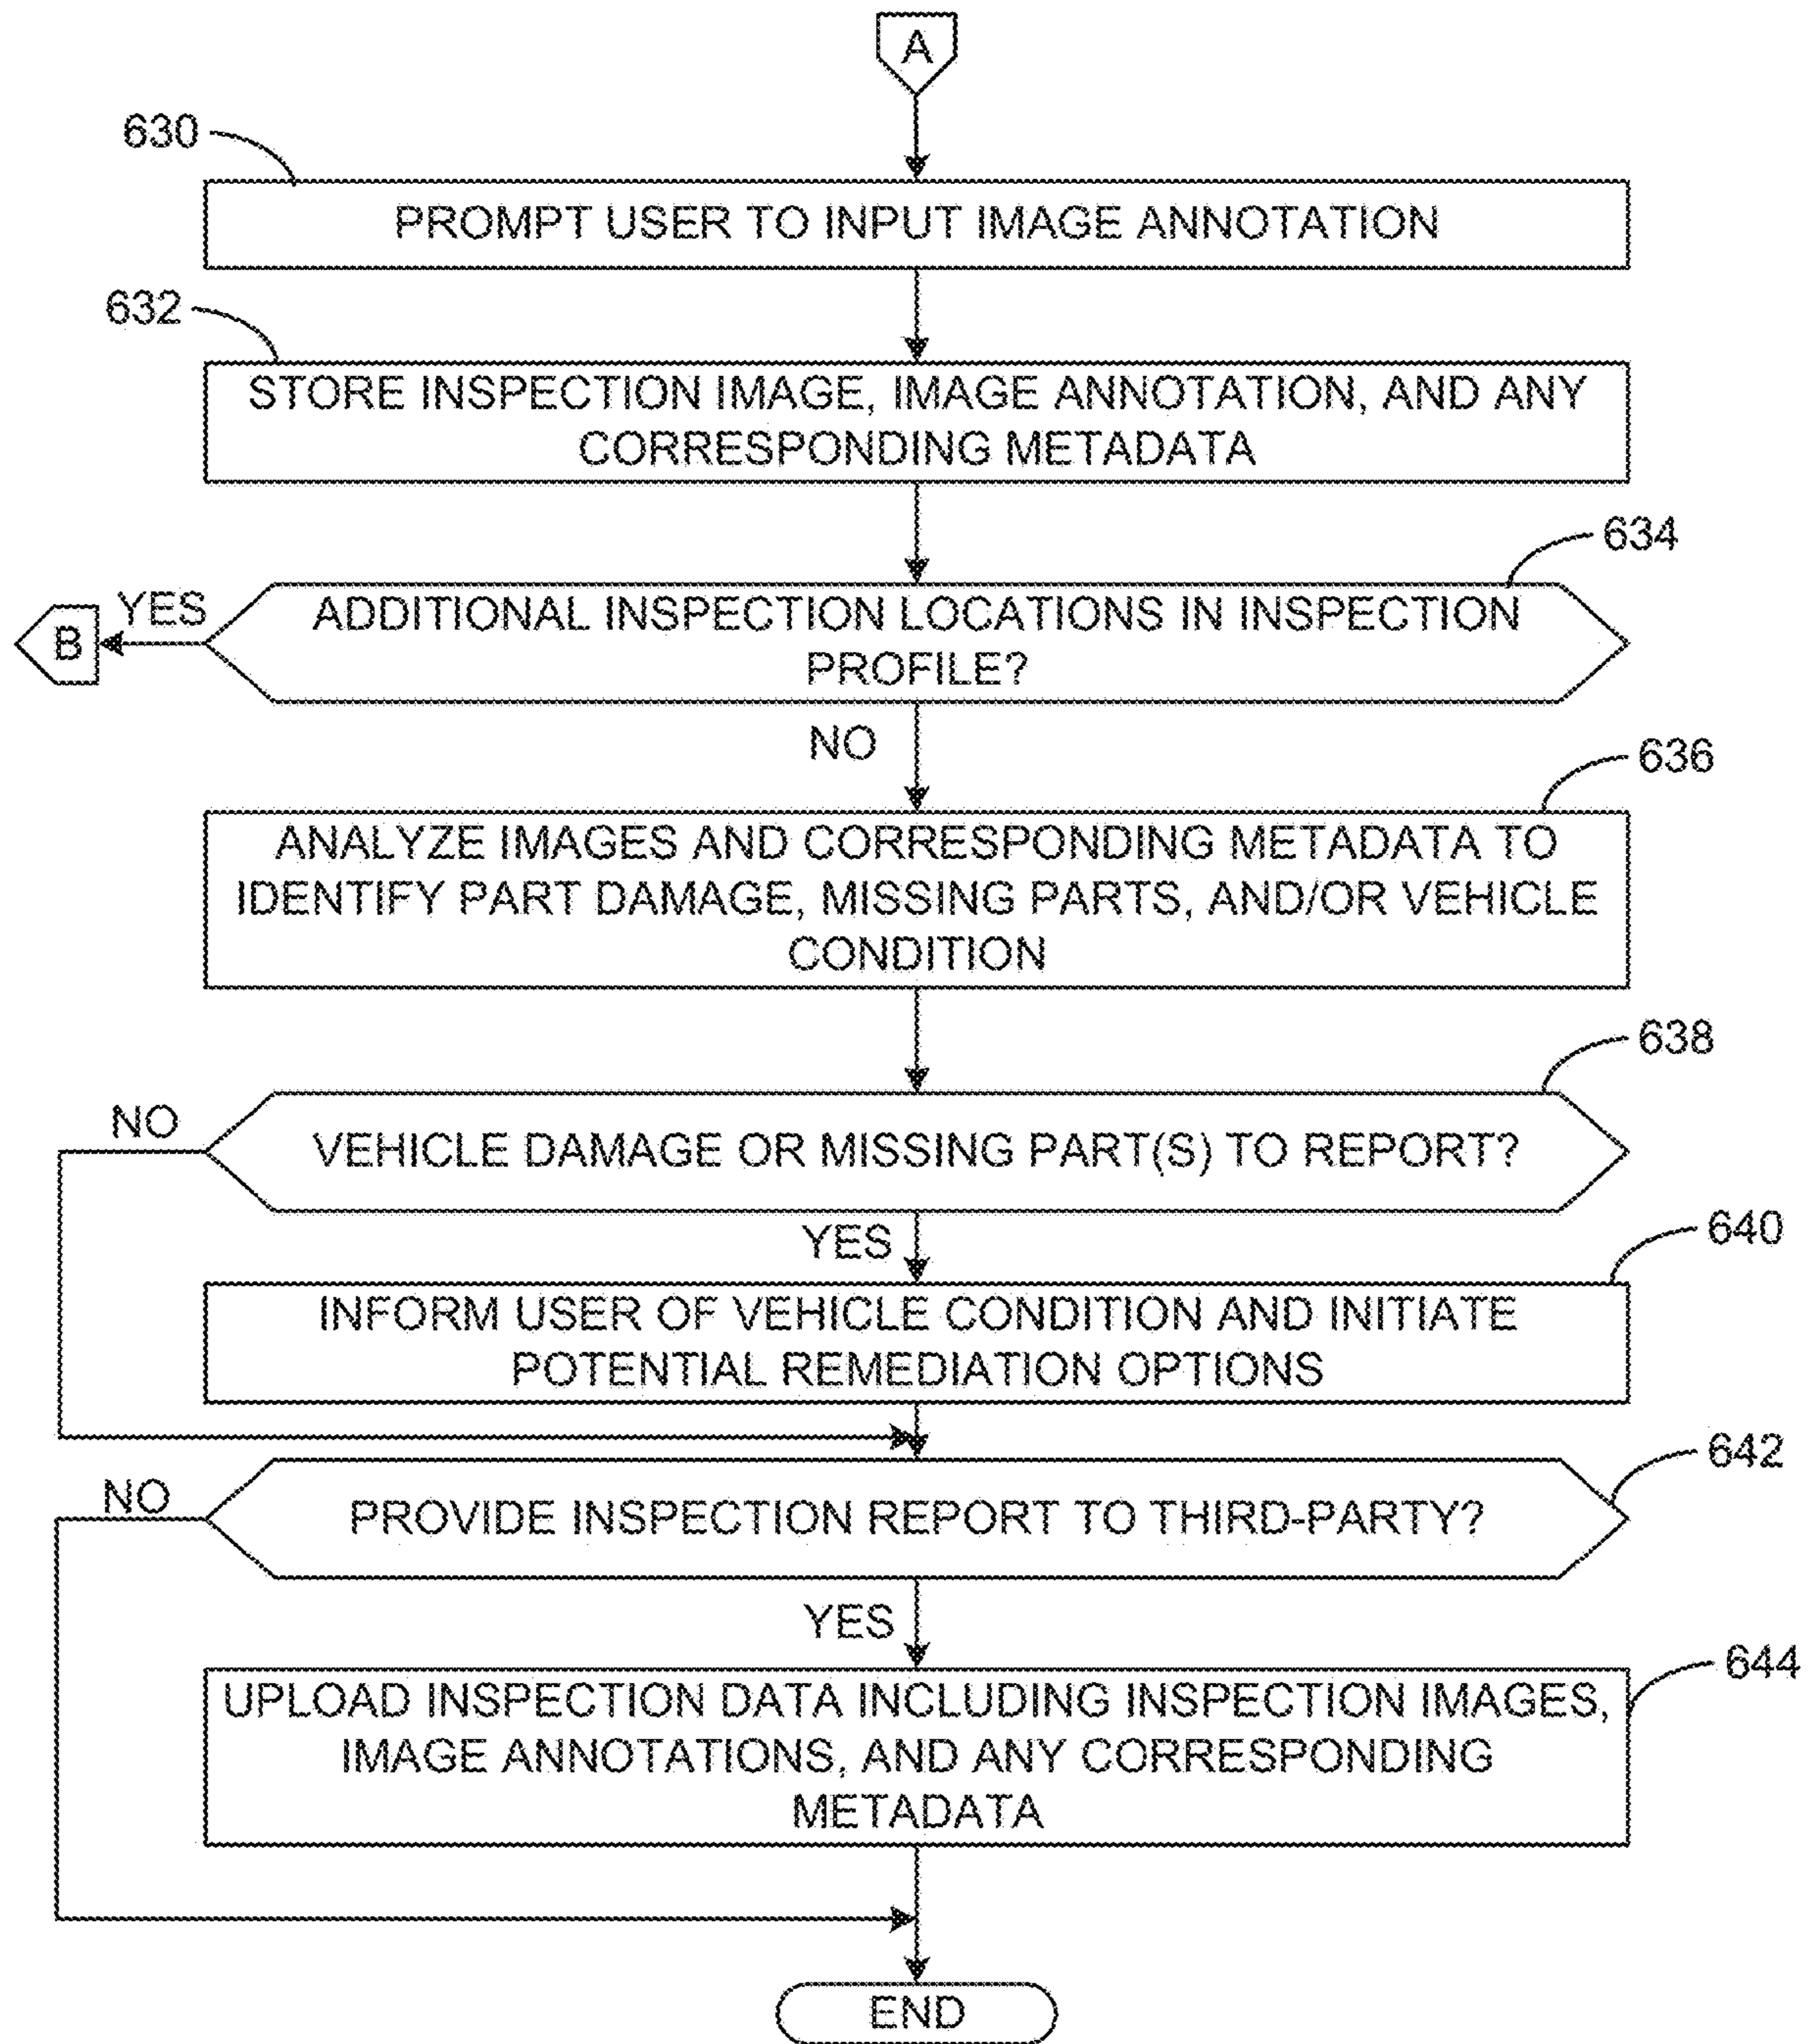 A
630
PROMPT USER TO INPUT IMAGE ANNOTATION
632
STORE INSPECTION IMAGE, IMAGE ANNOTATION, AND ANY
CORRESPONDING METADATA
634
YES
B
ADDITIONAL INSPECTION LOCATIONS IN INSPECTION
PROFILE?
NO
636
ANALYZE IMAGES AND CORRESPONDING METADATA TO
IDENTIFY PART DAMAGE, MISSING PARTS, AND/OR VEHICLE
CONDITION
638
NO
VEHICLE DAMAGE OR MISSING PART(S) TO REPORT?
YES
640
INFORM USER OF VEHICLE CONDITION AND INITIATE
POTENTIAL REMEDIATION OPTIONS
642
NO
PROVIDE INSPECTION REPORT TO THIRD-PARTY?
YES
644
UPLOAD INSPECTION DATA INCLUDING INSPECTION IMAGES,
IMAGE ANNOTATIONS, AND ANY CORRESPONDING
METADATA
END